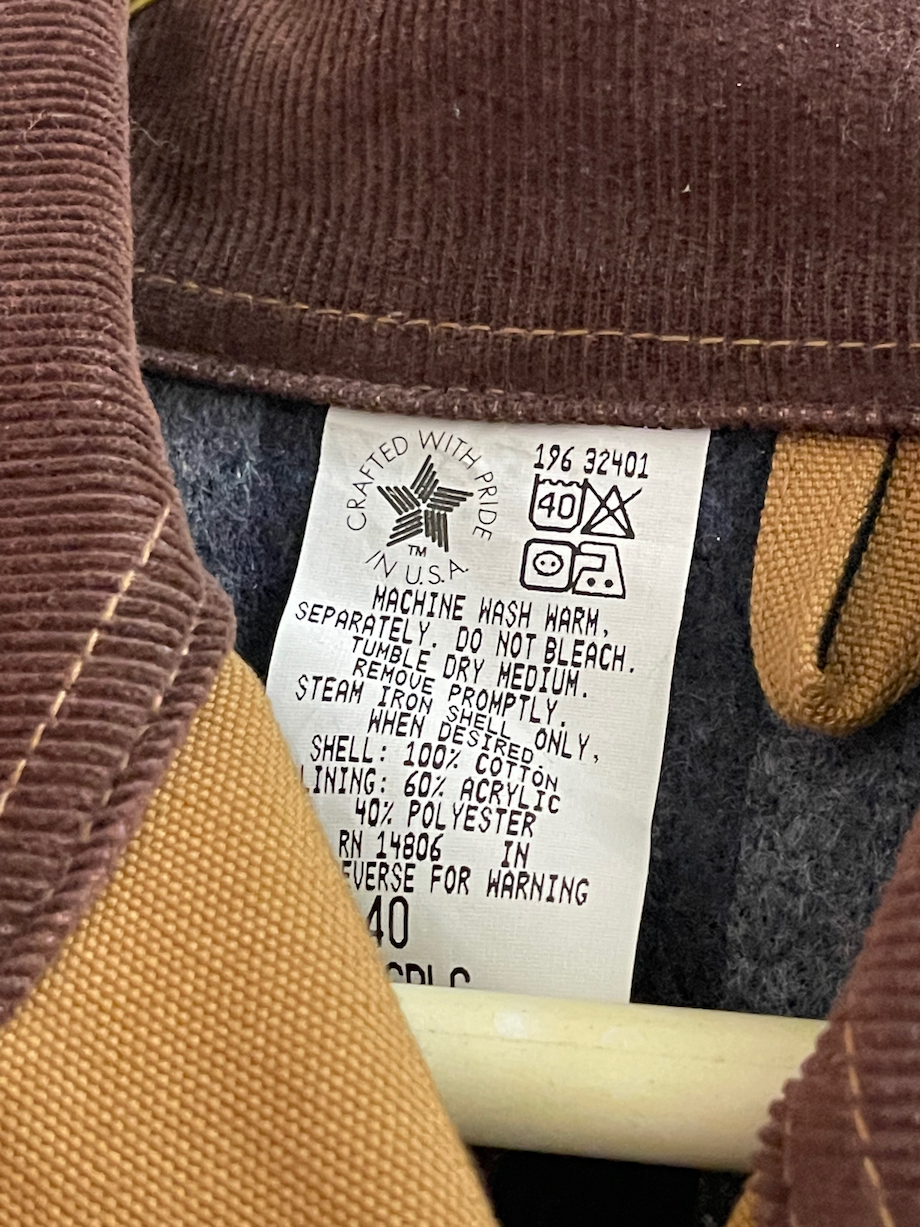 CRAFTED WITH PRIDE
TM
IN U.S.A.
196 32401
40
MACHINE WASH WARM,
SEPARATELY. DO NOT BLEACH.
TUMBLE DRY MEDIUM.
REMOVE PROMPTLY.
STEAM IRON SHELL ONLY,
WHEN DESIRED.
SHELL: 100% COTTON
LINING: 60% ACRYLIC
40% POLYESTER
RN 14806 IN
EVERSE FOR WARNING
40